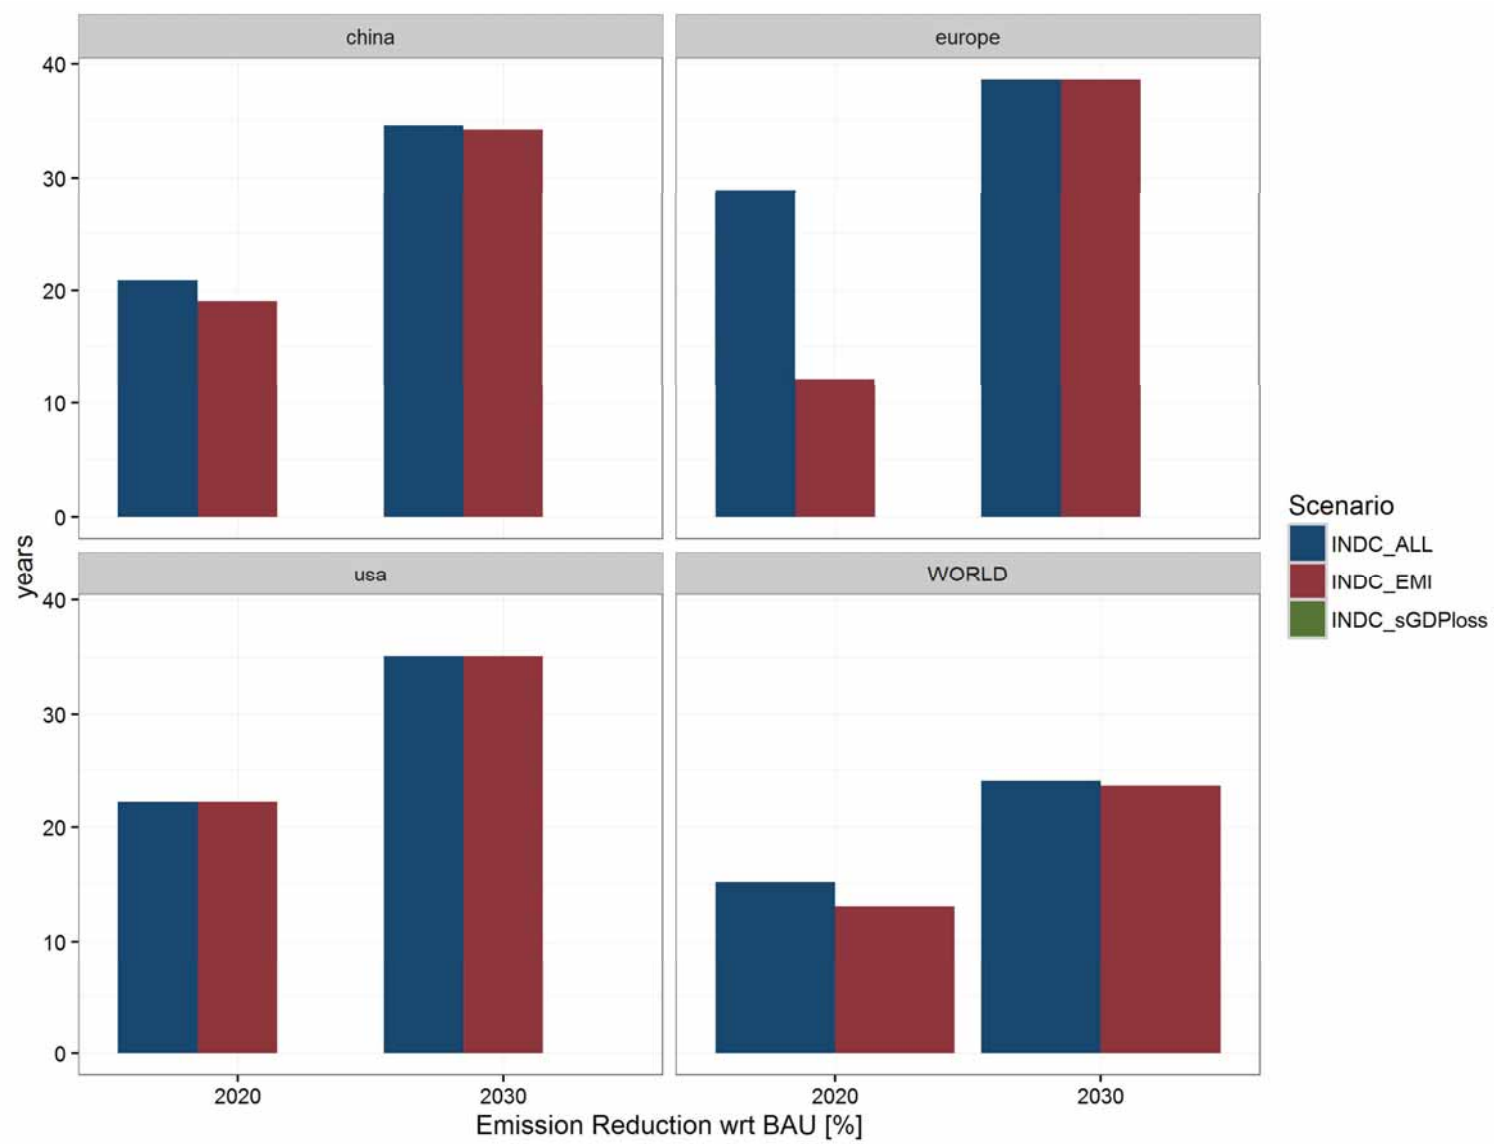 china
europe
40
30
20
10
0
years
usa
WORLD
40
30
20
10
0
2020
2030
2020
2030
Emission Reduction wrt BAU [%]
Scenario
INDC_ALL
INDC_EMI
INDC_sGDPloss